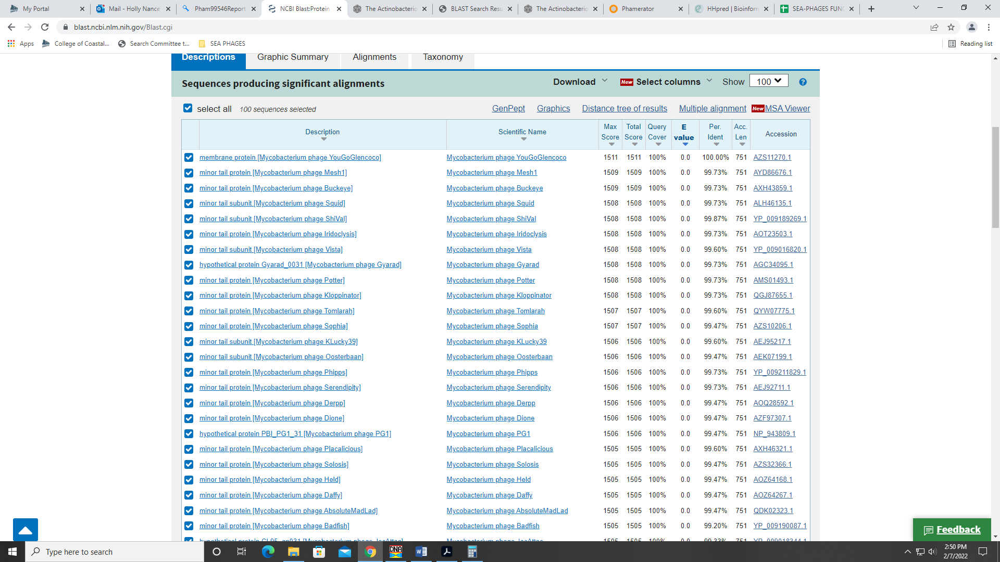 My Portal
Mail - Holly Nance
Pham99546Report
NCBI Blast:Protein
The Actinobacterio
BLAST Search Resu
The Actinobacterio
Phamerator
HHpred | Bioinform
SEA-PHAGES FUNC
blast.ncbi.nlm.nih.gov/Blast.cgi
Apps College of Coastal... Search Committee t... SEA PHAGES Reading list
Descriptions Graphic Summary Alignments Taxonomy
Sequences producing significant alignments Download New Select columns Show 100 ?
select all 100 sequences selected GenPept Graphics Distance tree of results Multiple alignment New MSA Viewer
Description Scientific Name Max Score Total Score Query Cover E value Per. Ident Acc. Len Accession
membrane protein [Mycobacterium phage YouGoGlencoco] Mycobacterium phage YouGoGlencoco 1511 1511 100% 0.0 100.00% 751 AZS11270.1
minor tail protein [Mycobacterium phage Mesh1] Mycobacterium phage Mesh1 1509 1509 100% 0.0 99.73% 751 AYD86676.1
minor tail protein [Mycobacterium phage Buckeye] Mycobacterium phage Buckeye 1509 1509 100% 0.0 99.73% 751 AXH43859.1
minor tail subunit [Mycobacterium phage Squid] Mycobacterium phage Squid 1508 1508 100% 0.0 99.73% 751 ALH46135.1
minor tail subunit [Mycobacterium phage ShiVal] Mycobacterium phage ShiVal 1508 1508 100% 0.0 99.87% 751 YP_009189269.1
minor tail protein [Mycobacterium phage Iridoclysis] Mycobacterium phage Iridoclysis 1508 1508 100% 0.0 99.73% 751 AOT23503.1
minor tail subunit [Mycobacterium phage Vista] Mycobacterium phage Vista 1508 1508 100% 0.0 99.60% 751 YP_009016820.1
hypothetical protein Gyarad_0031 [Mycobacterium phage Gyarad] Mycobacterium phage Gyarad 1508 1508 100% 0.0 99.73% 751 AGC34095.1
minor tail protein [Mycobacterium phage Potter] Mycobacterium phage Potter 1508 1508 100% 0.0 99.73% 751 AMS01493.1
minor tail protein [Mycobacterium phage Kloppinator] Mycobacterium phage Kloppinator 1508 1508 100% 0.0 99.73% 751 QGJ87655.1
minor tail protein [Mycobacterium phage Tomlarah] Mycobacterium phage Tomlarah 1507 1507 100% 0.0 99.60% 751 QYW07775.1
minor tail protein [Mycobacterium phage Sophia] Mycobacterium phage Sophia 1507 1507 100% 0.0 99.47% 751 AZS10206.1
minor tail subunit [Mycobacterium phage KLucky39] Mycobacterium phage KLucky39 1506 1506 100% 0.0 99.60% 751 AEJ95217.1
minor tail subunit [Mycobacterium phage Oosterbaan] Mycobacterium phage Oosterbaan 1506 1506 100% 0.0 99.47% 751 AEK07199.1
minor tail protein [Mycobacterium phage Phipps] Mycobacterium phage Phipps 1506 1506 100% 0.0 99.73% 751 YP_009211829.1
minor tail protein [Mycobacterium phage Serendipity] Mycobacterium phage Serendipity 1506 1506 100% 0.0 99.73% 751 AEJ92711.1
minor tail protein [Mycobacterium phage Derpp] Mycobacterium phage Derpp 1506 1506 100% 0.0 99.47% 751 AOQ28592.1
minor tail protein [Mycobacterium phage Dione] Mycobacterium phage Dione 1506 1506 100% 0.0 99.47% 751 AZF97307.1
hypothetical protein PBI_PG1_31 [Mycobacterium phage PG1] Mycobacterium phage PG1 1506 1506 100% 0.0 99.47% 751 NP_943809.1
minor tail protein [Mycobacterium phage Placalicious] Mycobacterium phage Placalicious 1505 1505 100% 0.0 99.60% 751 AXH46321.1
minor tail protein [Mycobacterium phage Solosis] Mycobacterium phage Solosis 1505 1505 100% 0.0 99.47% 751 AZS32366.1
minor tail protein [Mycobacterium phage Held] Mycobacterium phage Held 1505 1505 100% 0.0 99.47% 751 AOZ64168.1
minor tail protein [Mycobacterium phage Daffy] Mycobacterium phage Daffy 1505 1505 100% 0.0 99.47% 751 AOZ64267.1
minor tail protein [Mycobacterium phage AbsoluteMadLad] Mycobacterium phage AbsoluteMadLad 1505 1505 100% 0.0 99.47% 751 QDK02323.1
minor tail protein [Mycobacterium phage Badfish] Mycobacterium phage Badfish 1505 1505 100% 0.0 99.20% 751 YP_009190087.1
Feedback
Type here to search
DNA
2:50 PM
2/7/2022